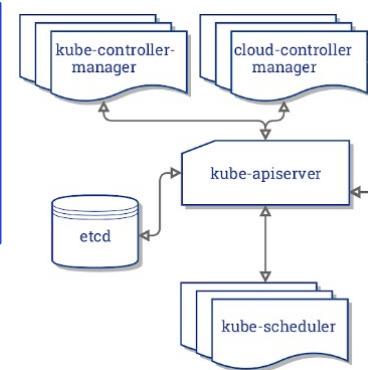 kube-controller-
manager
cloud-controller
manager
kube-apiserver
etcd
kube-scheduler